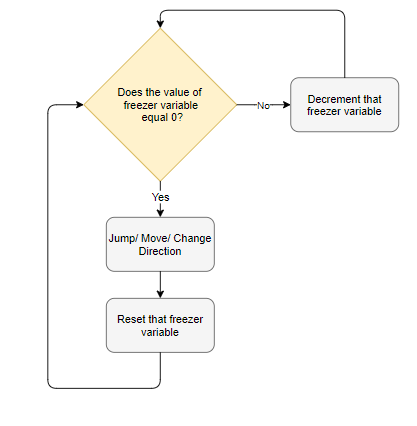 Does the value of
freezer variable
equal 0?
No
Decrement that
freezer variable
Yes
Jump/ Move/ Change
Direction
Reset that freezer
variable